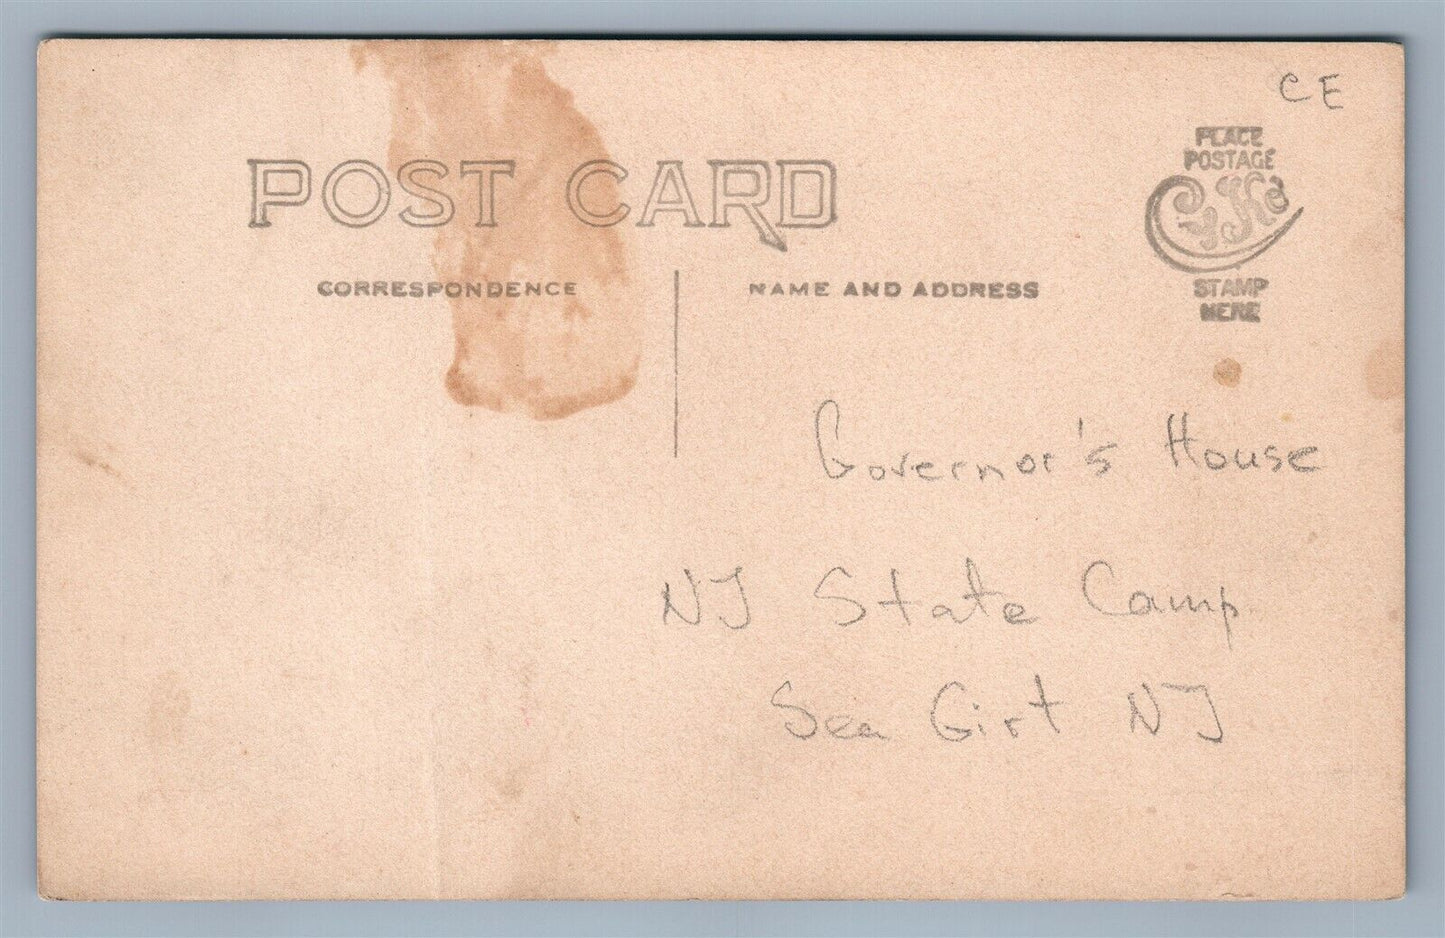 CE
PLACE
POSTAGE
STAMP
HERE
POST CARD
CORRESPONDENCE
NAME AND ADDRESS
Governor's House
NJ State Camp
Sea Girt NJ